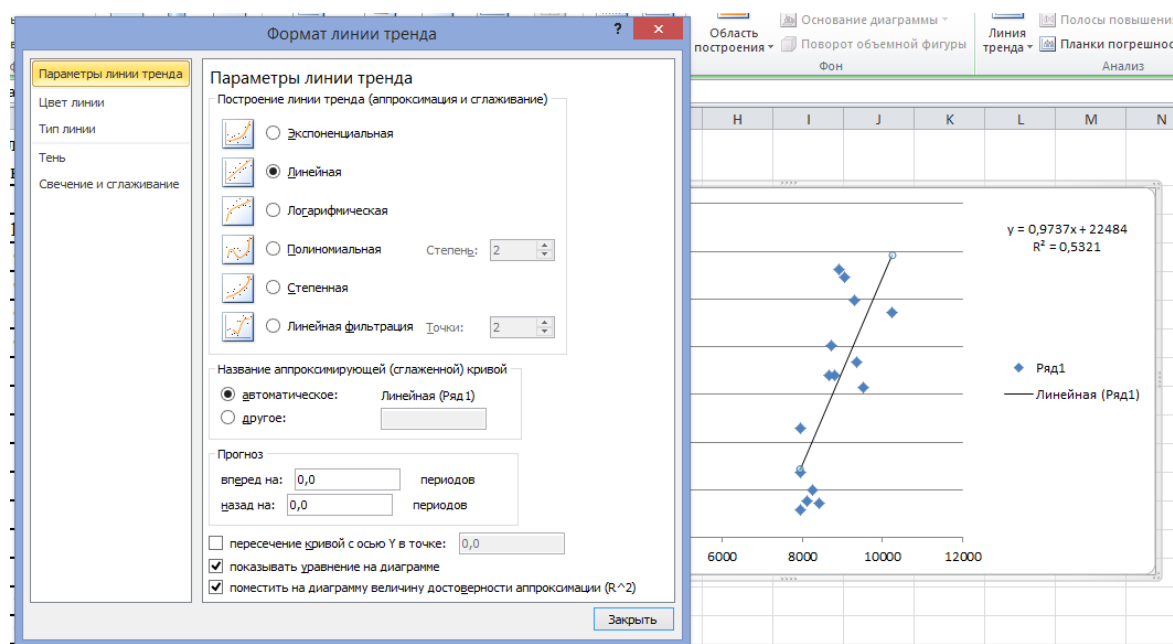 Формат линии тренда
?
Параметры линии тренда
Цвет линии
Тип линии
Тень
Свечение и сглаживание
Параметры линии тренда
Построение линии тренда (аппроксимация и сглаживание)
Экспоненциальная
Линейная
Логарифмическая
Полиномиальная Степень: 2
Степенная
Линейная фильтрация Точки: 2
Название аппроксимирующей (сглаженной) кривой
автоматическое: Линейная (Ряд1)
другое:
Прогноз
вперед на: 0,0 периодов
назад на: 0,0 периодов
пересечение кривой с осью Y в точке: 0,0
показывать уравнение на диаграмме
поместить на диаграмму величину достоверности аппроксимации (R^2)
Закрыть
Область
построения
Основание диаграммы
Поворот объемной фигуры
Фон
Линия
тренда
Полосы повышени
Планки погрешнос
Анализ
H I J K L M N
y = 0,9737x + 22484
R² = 0,5321
Ряд1
Линейная (Ряд1)
6000 8000 10000 12000